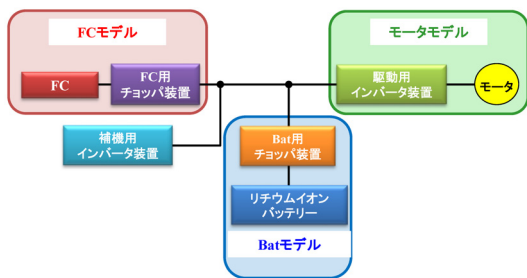 FCモデル
モータモデル
FC
FC用
チョッパ装置
駆動用
インバータ装置
モータ
補機用
インバータ装置
Bat用
チョッパ装置
リチウムイオン
バッテリー
Batモデル